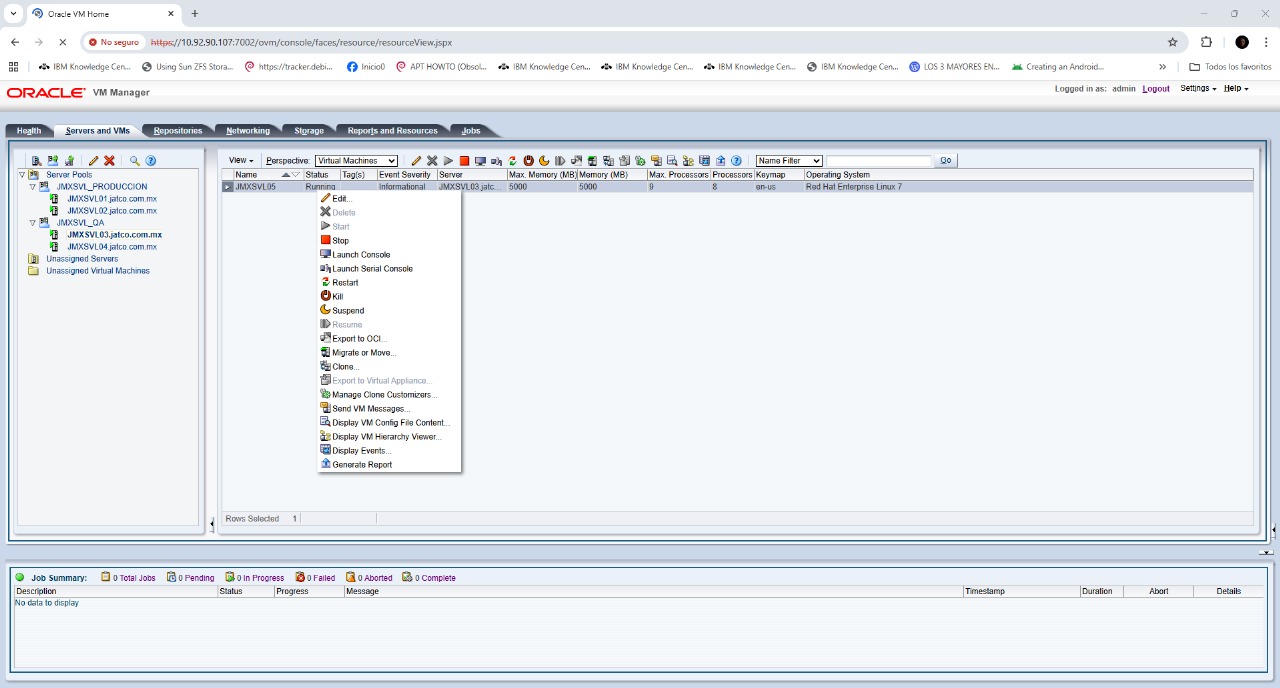 Oracle VM Home
No seguro https://10.92.90.107:7002/ovm/console/faces/resource/resourceView.jspx
IBM Knowledge Cen... Using Sun ZFS Stora... https://tracker.debi... Inicio0 APT HOWTO (Obsol... IBM Knowledge Cen... IBM Knowledge Cen... IBM Knowledge Cen... IBM Knowledge Cen... LOS 3 MAYORES EN... Creating an Android... » Todos los favoritos
ORACLE VM Manager
Logged in as: admin Logout Settings Help
Health Servers and VMs Repositories Networking Storage Reports and Resources Jobs
View Perspective: Virtual Machines Name Filter Go
Server Pools
JMXSVL_PRODUCCION
JMXSVL01.jatco.com.mx
JMXSVL02.jatco.com.mx
JMXSVL_QA
JMXSVL03.jatco.com.mx
JMXSVL04.jatco.com.mx
Unassigned Servers
Unassigned Virtual Machines
Name Status Tag(s) Event Severity Server Max. Memory (MB) Memory (MB) Max. Processors Processors Keymap Operating System
JMXSVL05 Running Informational JMXSVL03.jatc... 5000 5000 9 8 en-us Red Hat Enterprise Linux 7
Edit...
Delete
Start
Stop
Launch Console
Launch Serial Console
Restart
Kill
Suspend
Resume
Export to OCI...
Migrate or Move...
Clone...
Export to Virtual Appliance...
Manage Clone Customizers...
Send VM Messages...
Display VM Config File Content...
Display VM Hierarchy Viewer...
Display Events...
Generate Report
Rows Selected 1
Job Summary: 0 Total Jobs 0 Pending 0 In Progress 0 Failed 0 Aborted 0 Complete
Description Status Progress Message Timestamp Duration Abort Details
No data to display